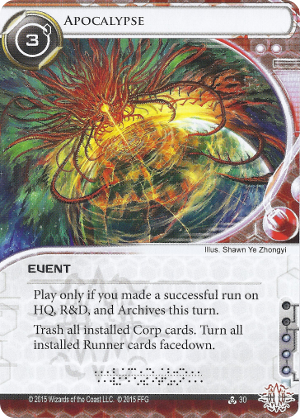 Apocalypse
3
Illus. Shawn Ye Zhongyi
EVENT
Play only if you made a successful run on
HQ, R&D, and Archives this turn.
Trash all installed Corp cards. Turn all
installed Runner cards facedown.
© 2015 Wizards of the Coast LLC. © 2015 FFG
30